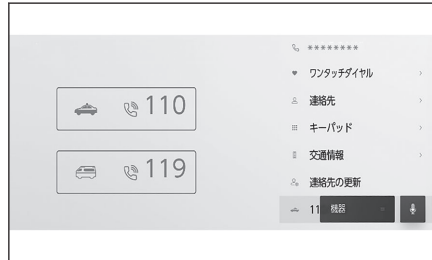 110
119
********
ワンタッチダイヤル
連絡先
キーパッド
交通情報
連絡先の更新
11
機器